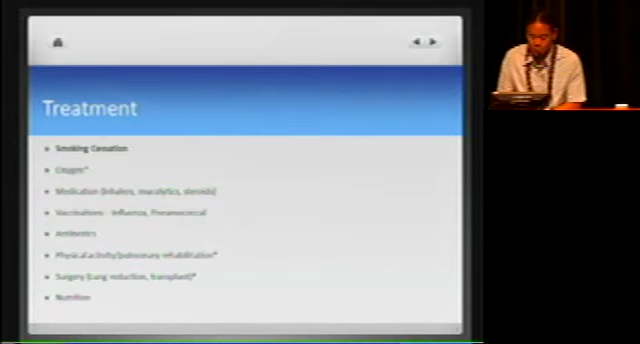 Treatment
Smoking Cessation
Oxygen*
Medication (inhalers, mucolytics, steroids)
Vaccinations - Influenza, Pneumococcal
Antibiotics
Physical activity/pulmonary rehabilitation*
Surgery (Lung reduction, transplant)*
Nutrition